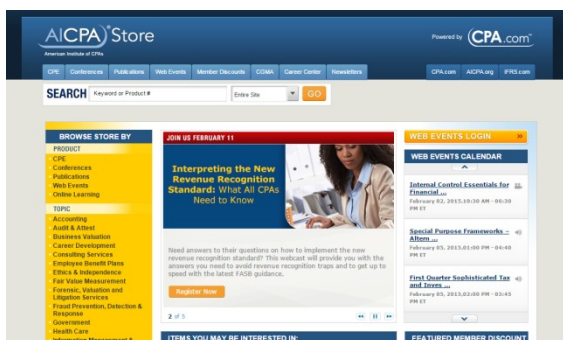 AICPA Store
American Institute of CPAs
Powered by CPA.com
CPE Conferences Publications Web Events Member Discounts CGMA Career Center Newsletters
CPA.com AICPA.org IFRS.com
SEARCH Keyword or Product # Entire Site GO
BROWSE STORE BY
PRODUCT
CPE
Conferences
Publications
Web Events
Online Learning
TOPIC
Accounting
Audit & Attest
Business Valuation
Career Development
Consulting Services
Employee Benefit Plans
Ethics & Independence
Fair Value Measurement
Forensic, Valuation and
Litigation Services
Fraud Prevention, Detection &
Response
Government
Health Care
Information Management &
JOIN US FEBRUARY 11
Interpreting the New
Revenue Recognition
Standard: What All CPAs
Need to Know
Need answers to their questions on how to implement the new
revenue recognition standard? This webcast will provide you with the
answers you need to avoid revenue recognition traps and to get up to
speed with the latest FASB guidance.
Register Now
2 of 5
ITEMS YOU MAY BE INTERESTED IN:
WEB EVENTS LOGIN »
WEB EVENTS CALENDAR
Internal Control Essentials for
Financial ...
February 02, 2015,10:30 AM - 06:30
PM ET
Special Purpose Frameworks –
Altern ...
February 05, 2015,01:00 PM - 04:40
PM ET
First Quarter Sophisticated Tax
and Inves ...
February 05, 2015,02:00 PM - 03:45
PM ET
FEATURED MEMBER DISCOUNT